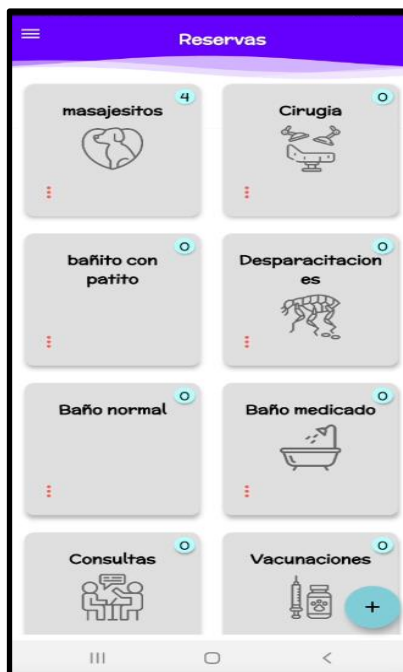 Reservas
4
masajesitos
0
Cirugia
0
bañito con
patito
0
Desparacitacion
es
0
Baño normal
0
Baño medicado
0
Consultas
0
Vacunaciones
+